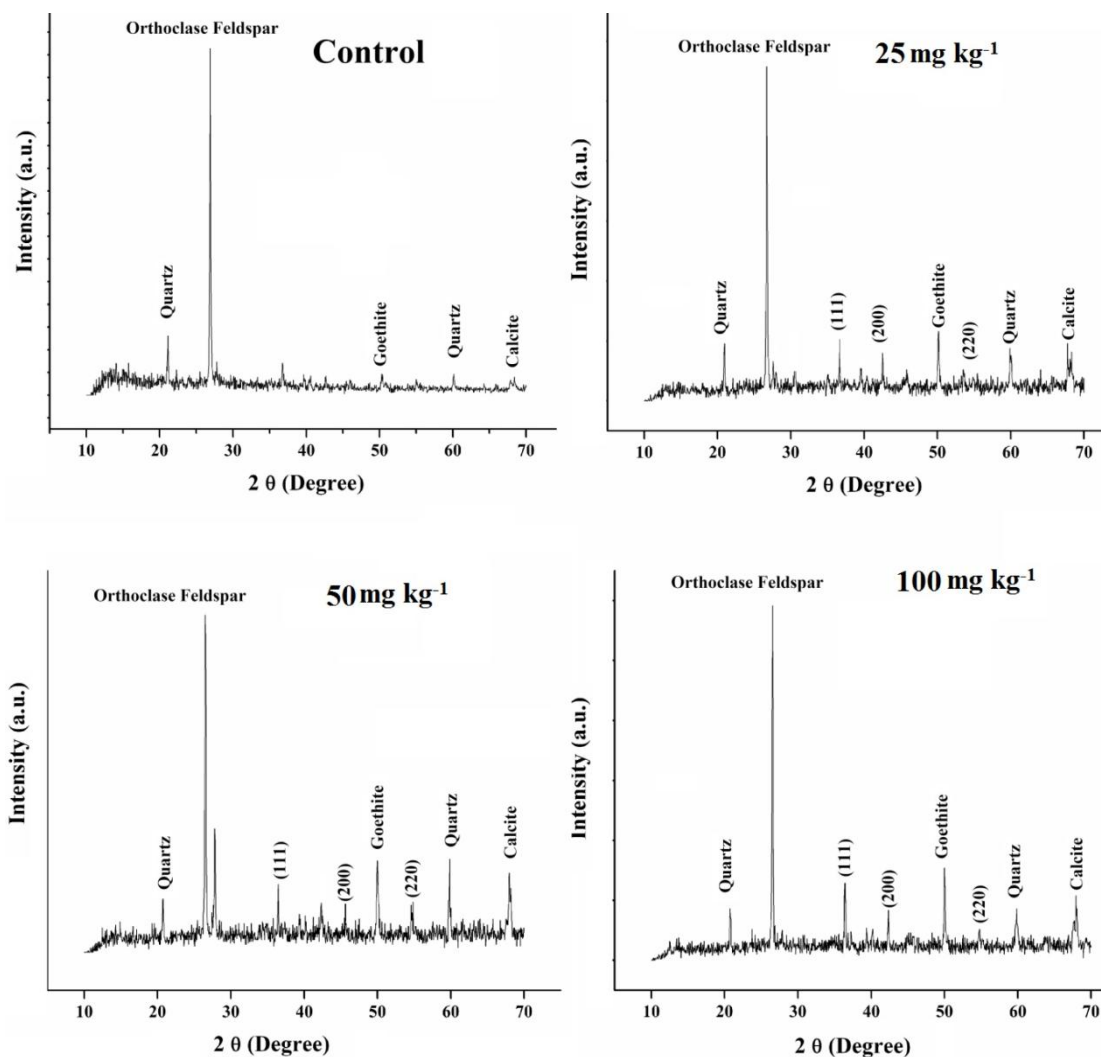 Orthoclase Feldspar
Control
Intensity (a.u.)
Quartz
Goethite
Quartz
Calcite
10 20 30 40 50 60 70
2 θ (Degree)
Orthoclase Feldspar
25 mg kg⁻¹
Intensity (a.u.)
Quartz
(111)
(200)
Goethite
(220)
Quartz
Calcite
10 20 30 40 50 60 70
2 θ (Degree)
Orthoclase Feldspar
50 mg kg⁻¹
Intensity (a.u.)
Quartz
(111)
(200)
Goethite
(220)
Quartz
Calcite
10 20 30 40 50 60 70
2 θ (Degree)
Orthoclase Feldspar
100 mg kg⁻¹
Intensity (a.u.)
Quartz
(111)
(200)
Goethite
(220)
Quartz
Calcite
10 20 30 40 50 60 70
2 θ (Degree)